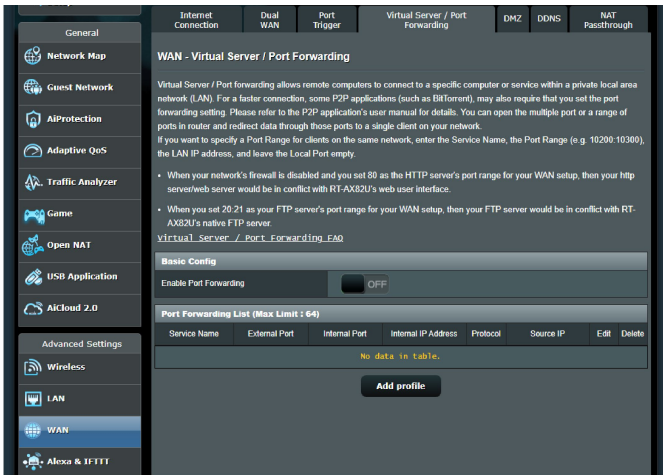 General
Network Map
Guest Network
AiProtection
Adaptive QoS
Traffic Analyzer
Game
Open NAT
USB Application
AiCloud 2.0
Advanced Settings
Wireless
LAN
WAN
Alexa & IFTTT
Internet
Connection
Dual
WAN
Port
Trigger
Virtual Server / Port
Forwarding
DMZ
DDNS
NAT
Passthrough
WAN - Virtual Server / Port Forwarding
Virtual Server / Port forwarding allows remote computers to connect to a specific computer or service within a private local area
network (LAN). For a faster connection, some P2P applications (such as BitTorrent), may also require that you set the port
forwarding setting. Please refer to the P2P application's user manual for details. You can open the multiple port or a range of
ports in router and redirect data through those ports to a single client on your network.
If you want to specify a Port Range for clients on the same network, enter the Service Name, the Port Range (e.g. 10200:10300),
the LAN IP address, and leave the Local Port empty.
• When your network's firewall is disabled and you set 80 as the HTTP server's port range for your WAN setup, then your http
server/web server would be in conflict with RT-AX82U's web user interface.
• When you set 20:21 as your FTP server's port range for your WAN setup, then your FTP server would be in conflict with RT-
AX82U's native FTP server.
Virtual Server / Port Forwarding FAQ
Basic Config
Enable Port Forwarding OFF
Port Forwarding List (Max Limit : 64)
Service Name External Port Internal Port Internal IP Address Protocol Source IP Edit Delete
No data in table.
Add profile